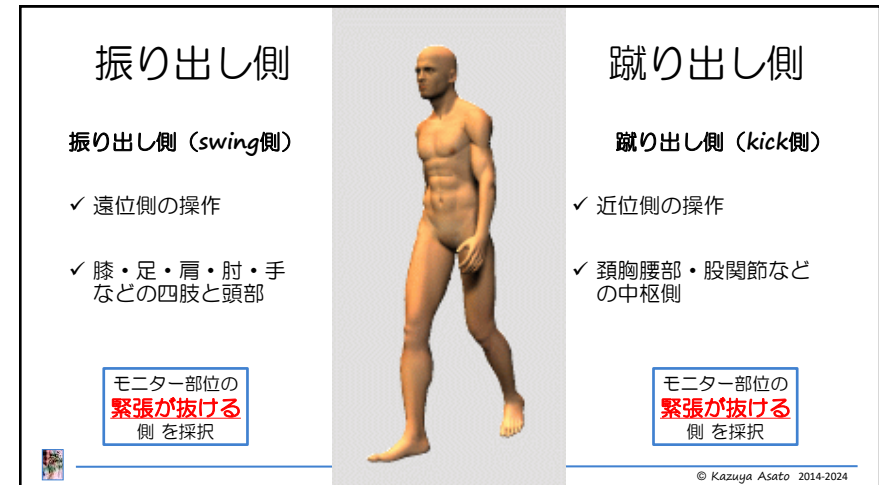 振り出し側
振り出し側（swing側）
✓ 遠位側の操作
✓ 膝・足・肩・肘・手
などの四肢と頭部
モニター部位の
緊張が抜ける
側 を採択
蹴り出し側
蹴り出し側（kick側）
✓ 近位側の操作
✓ 頚胸腰部・股関節など
の中枢側
モニター部位の
緊張が抜ける
側 を採択
© Kazuya Asato 2014-2024